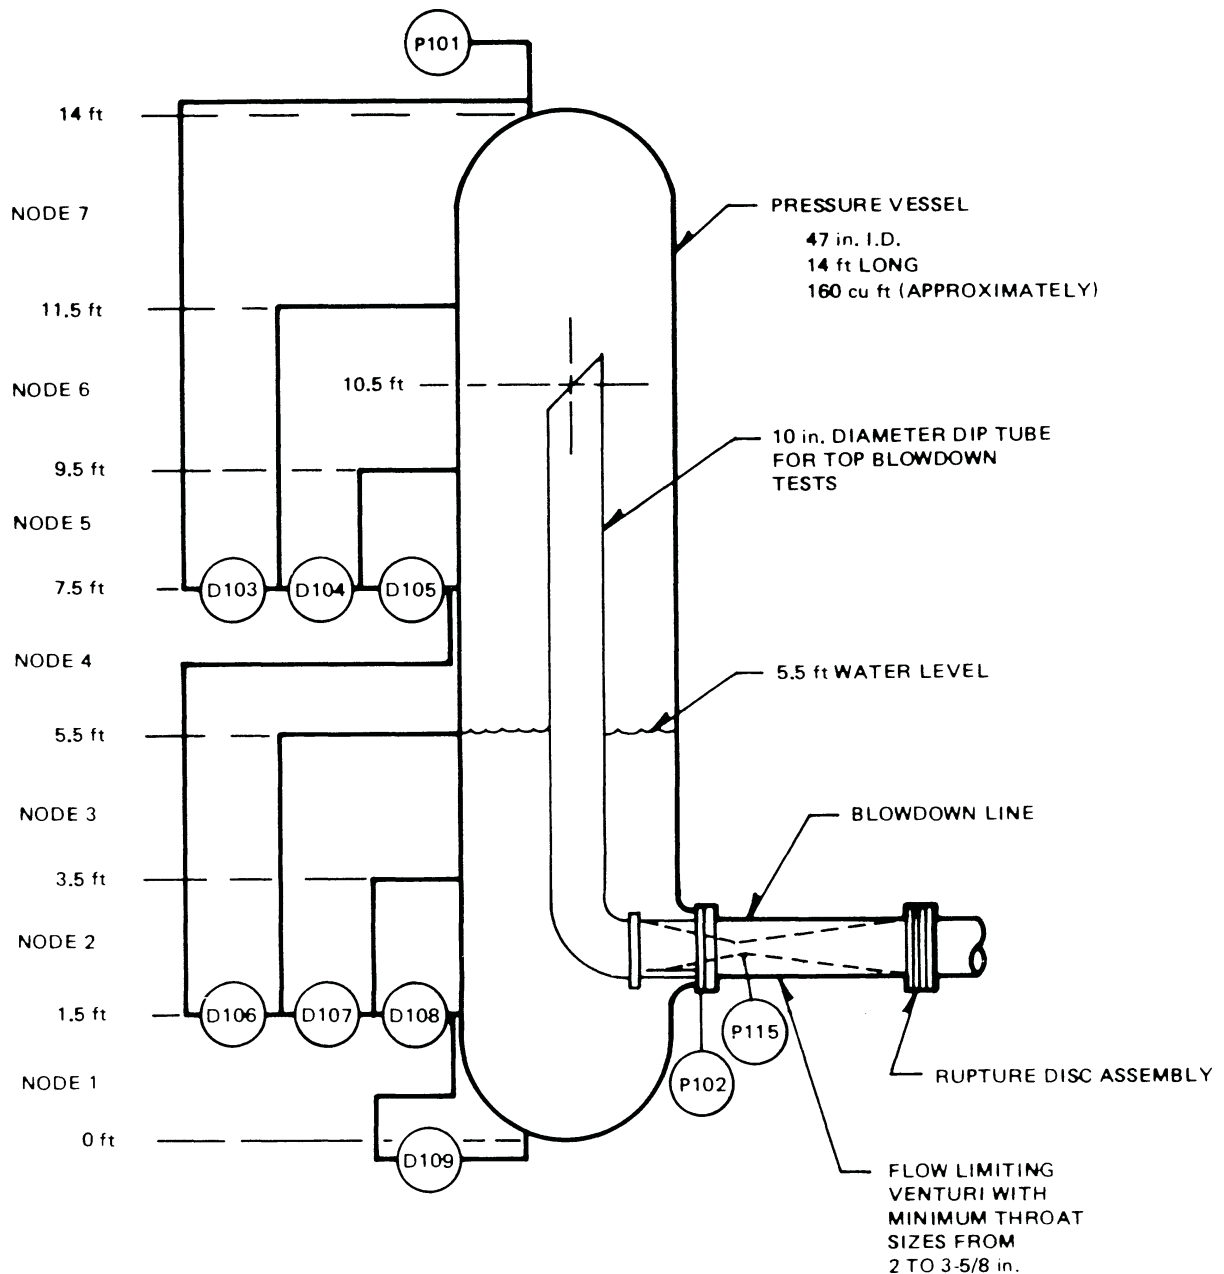 P101
14 ft
NODE 7
PRESSURE VESSEL
47 in. I.D.
14 ft LONG
160 cu ft (APPROXIMATELY)
11.5 ft
NODE 6
10.5 ft
10 in. DIAMETER DIP TUBE
FOR TOP BLOWDOWN
TESTS
9.5 ft
NODE 5
7.5 ft
D103
D104
D105
NODE 4
5.5 ft WATER LEVEL
5.5 ft
NODE 3
BLOWDOWN LINE
3.5 ft
NODE 2
1.5 ft
D106
D107
D108
P115
P102
RUPTURE DISC ASSEMBLY
NODE 1
0 ft
D109
FLOW LIMITING
VENTURI WITH
MINIMUM THROAT
SIZES FROM
2 TO 3-5/8 in.